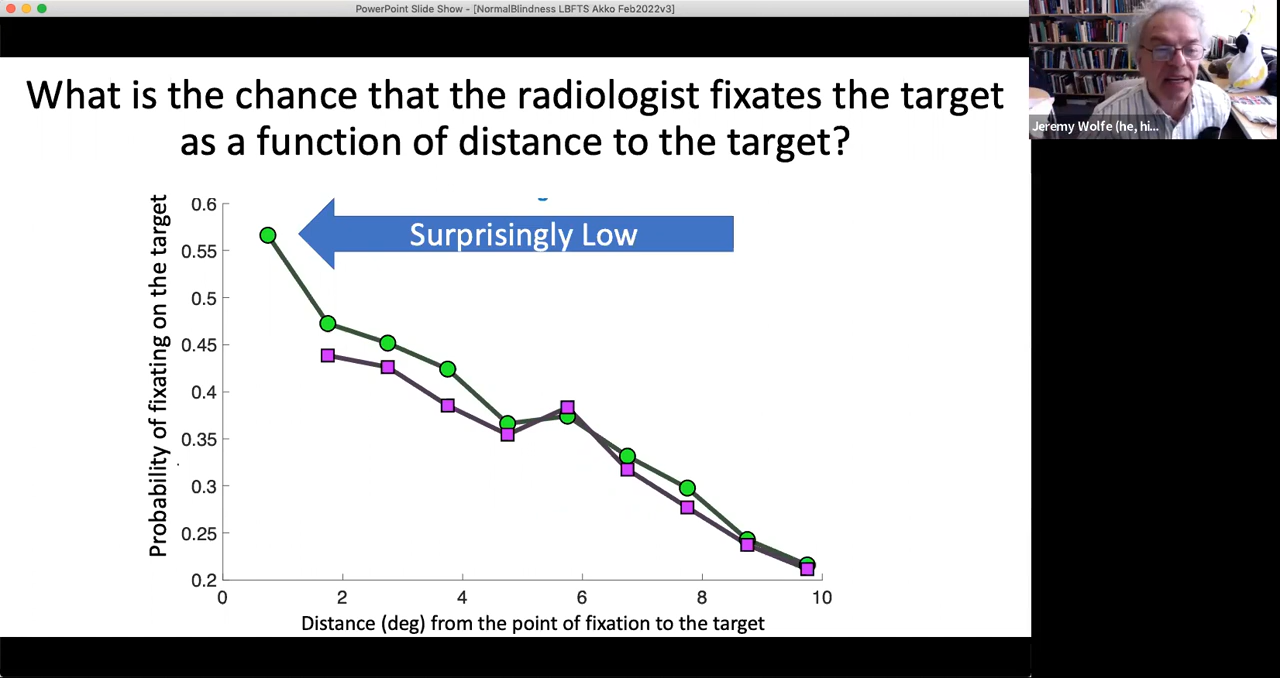 PowerPoint Slide Show - [NormalBlindness LBFTS Akko Feb2022v3]
What is the chance that the radiologist fixates the target
as a function of distance to the target?
Surprisingly Low
Probability of fixating on the target
0.6
0.55
0.5
0.45
0.4
0.35
0.3
0.25
0.2
0
2
4
6
8
10
Distance (deg) from the point of fixation to the target
Jeremy Wolfe (he, hi...